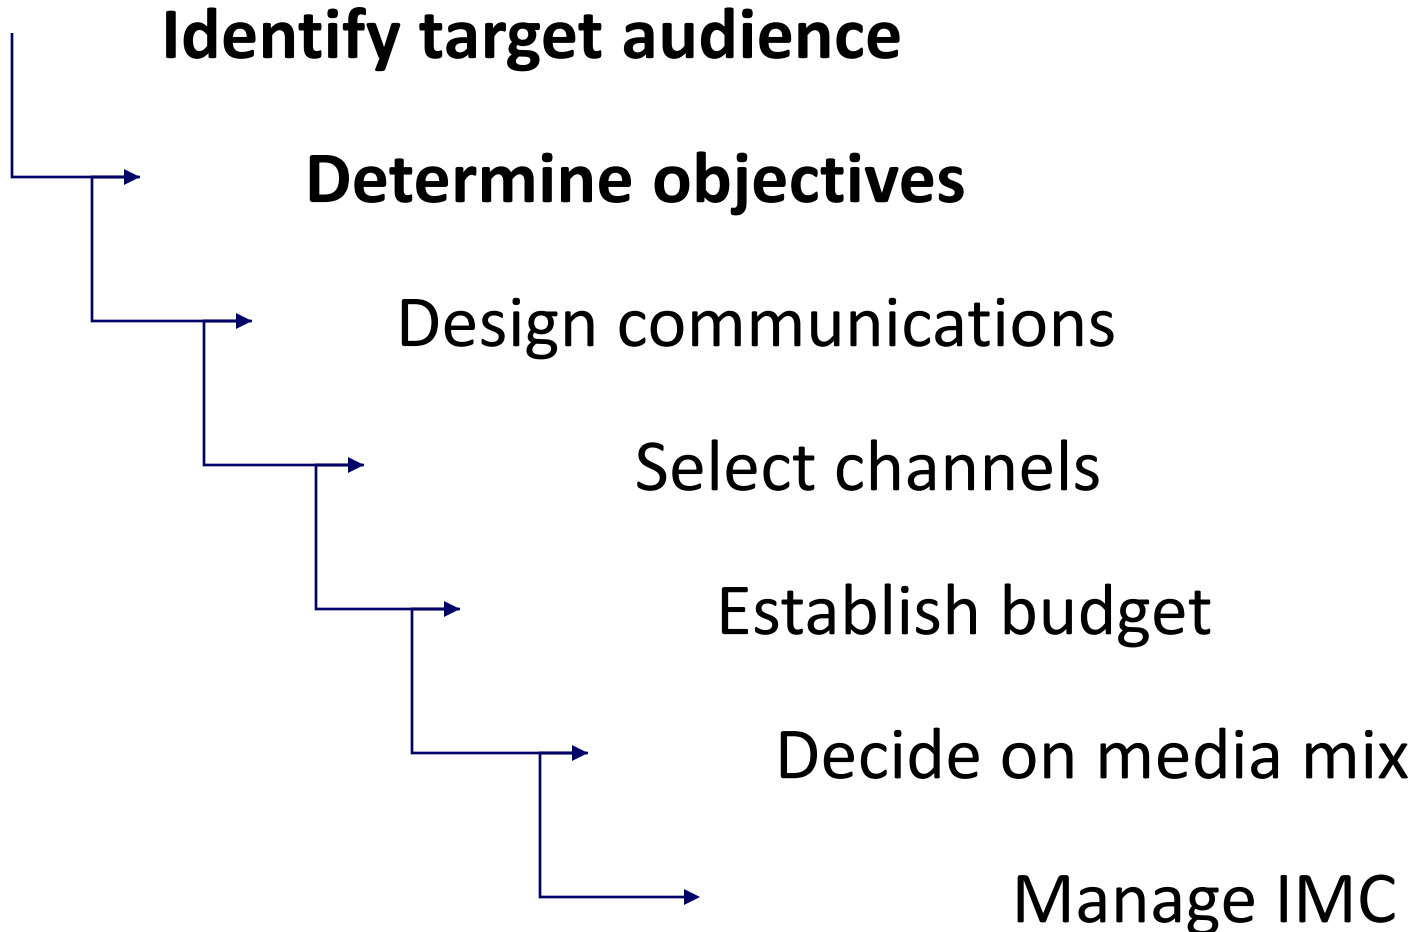 Identify target audience
Determine objectives
Design communications
Select channels
Establish budget
Decide on media mix
Manage IMC